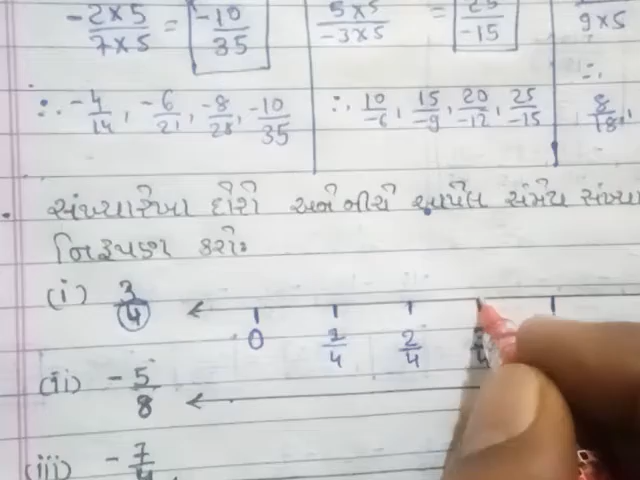 -2×5/7×5 = -10/35
5×5/-3×5 = 25/-15
9×5
∴ -4/14, -6/21, -8/28, -10/35
∴ 10/-6, 15/-9, 20/-12, 25/-15
∴
8/18,
સંખ્યારેખા દોરો અને નીચે આપેલ સંમેય સંખ્યા
નિરૂપણ કરો.
(i) 3/4
0 1/4 2/4
(ii) -5/8
(iii) -7/4